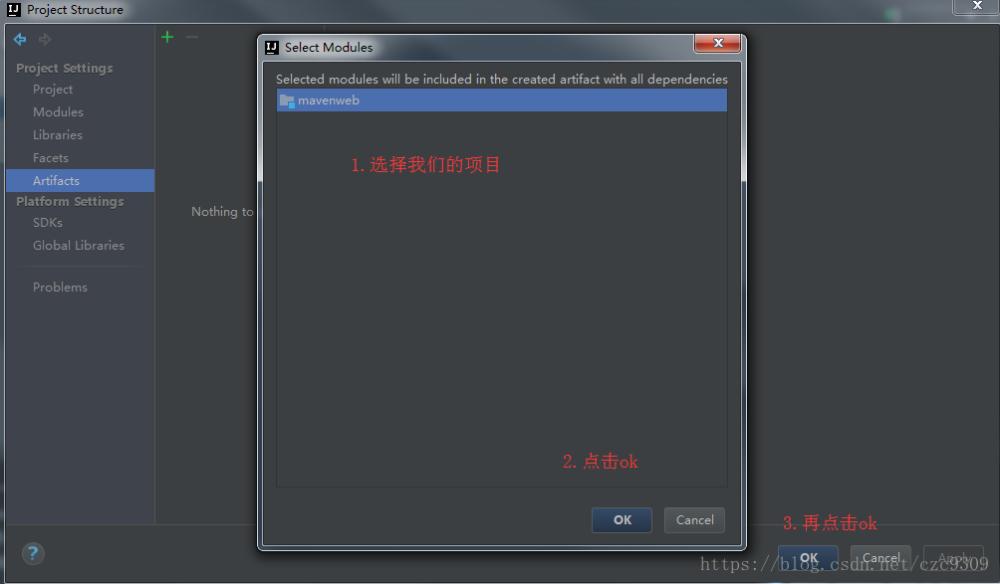 Project Structure
Project Settings
Project
Modules
Libraries
Facets
Artifacts
Platform Settings
SDKs
Global Libraries
Problems
Nothing to
Select Modules
Selected modules will be included in the created artifact with all dependencies
mavenweb
1.选择我们的项目
2.点击ok
OK
Cancel
3.再点击ok
?
OK
Cancel
Apply
https://blog.csdn.net/czc9309